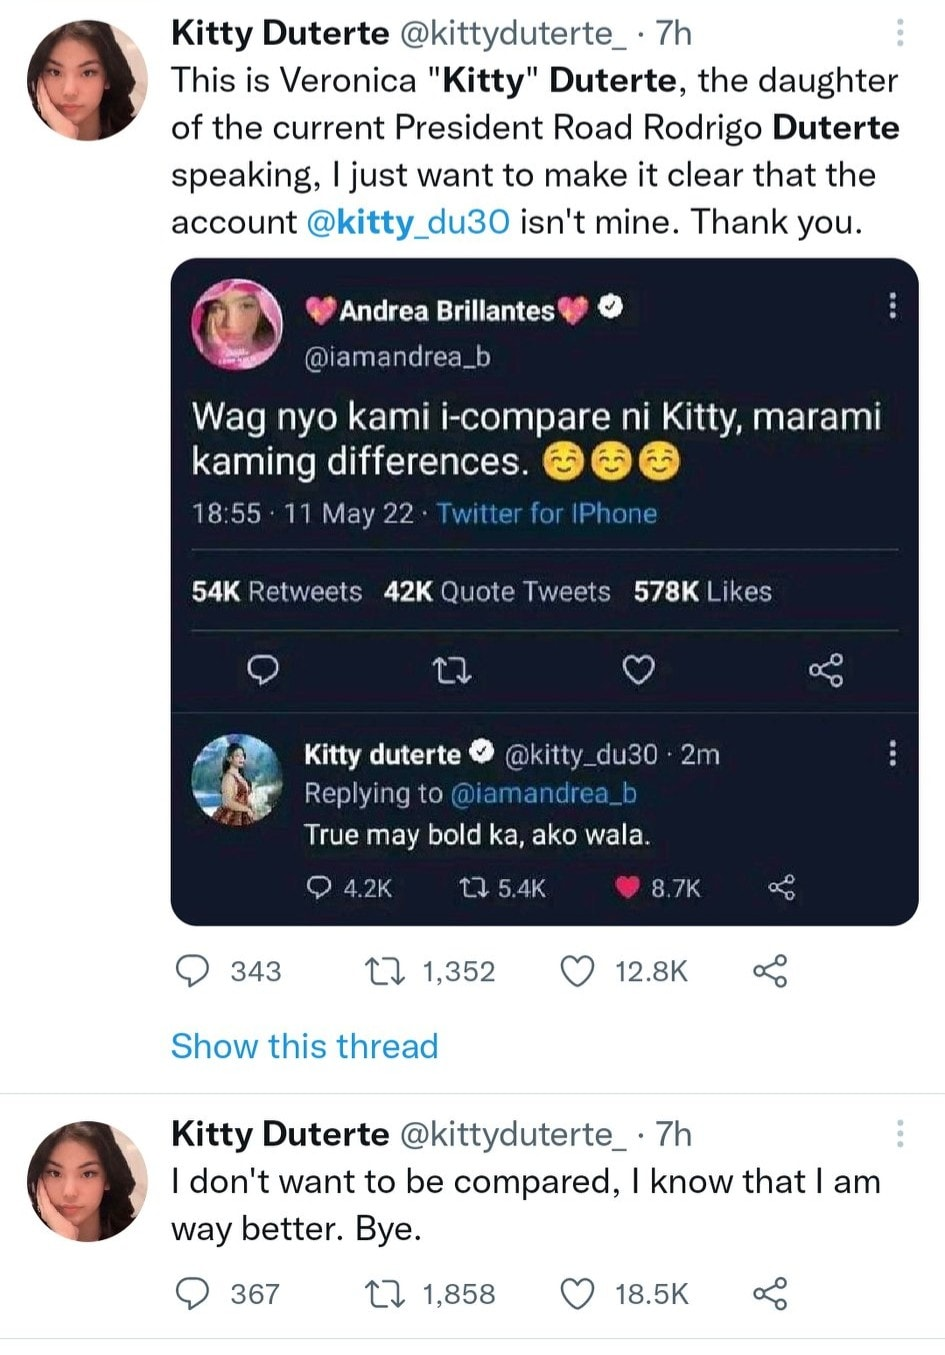 Kitty Duterte @kittyduterte_ · 7h
This is Veronica "Kitty" Duterte, the daughter
of the current President Road Rodrigo Duterte
speaking, I just want to make it clear that the
account @kitty_du30 isn't mine. Thank you.
💖Andrea Brillantes💖
@iamandrea_b
Wag nyo kami i-compare ni Kitty, marami
kaming differences. 😊😊😊
18:55 · 11 May 22 · Twitter for IPhone
54K Retweets 42K Quote Tweets 578K Likes
Kitty duterte @kitty_du30 · 2m
Replying to @iamandrea_b
True may bold ka, ako wala.
4.2K 5.4K 8.7K
343 1,352 12.8K
Show this thread
Kitty Duterte @kittyduterte_ · 7h
I don't want to be compared, I know that I am
way better. Bye.
367 1,858 18.5K